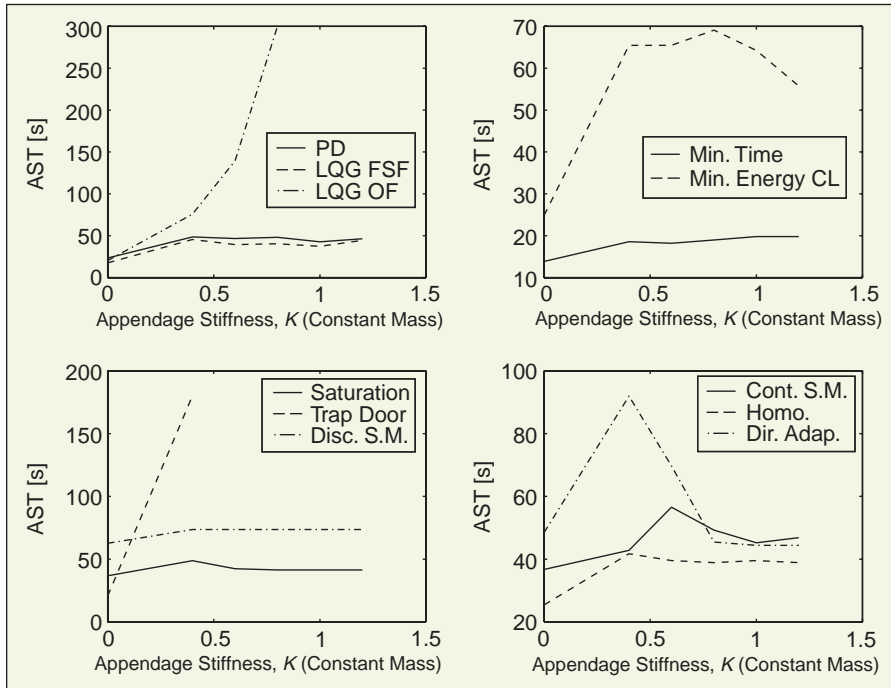 300
250
200
150
100
50
0
AST [s]
PD
LQG FSF
LQG OF
0
0.5
1
1.5
Appendage Stiffness, K (Constant Mass)
70
60
50
40
30
20
10
AST [s]
Min. Time
Min. Energy CL
0
0.5
1
1.5
Appendage Stiffness, K (Constant Mass)
200
150
100
50
0
AST [s]
Saturation
Trap Door
Disc. S.M.
0
0.5
1
1.5
Appendage Stiffness, K (Constant Mass)
100
80
60
40
20
AST [s]
Cont. S.M.
Homo.
Dir. Adap.
0
0.5
1
1.5
Appendage Stiffness, K (Constant Mass)